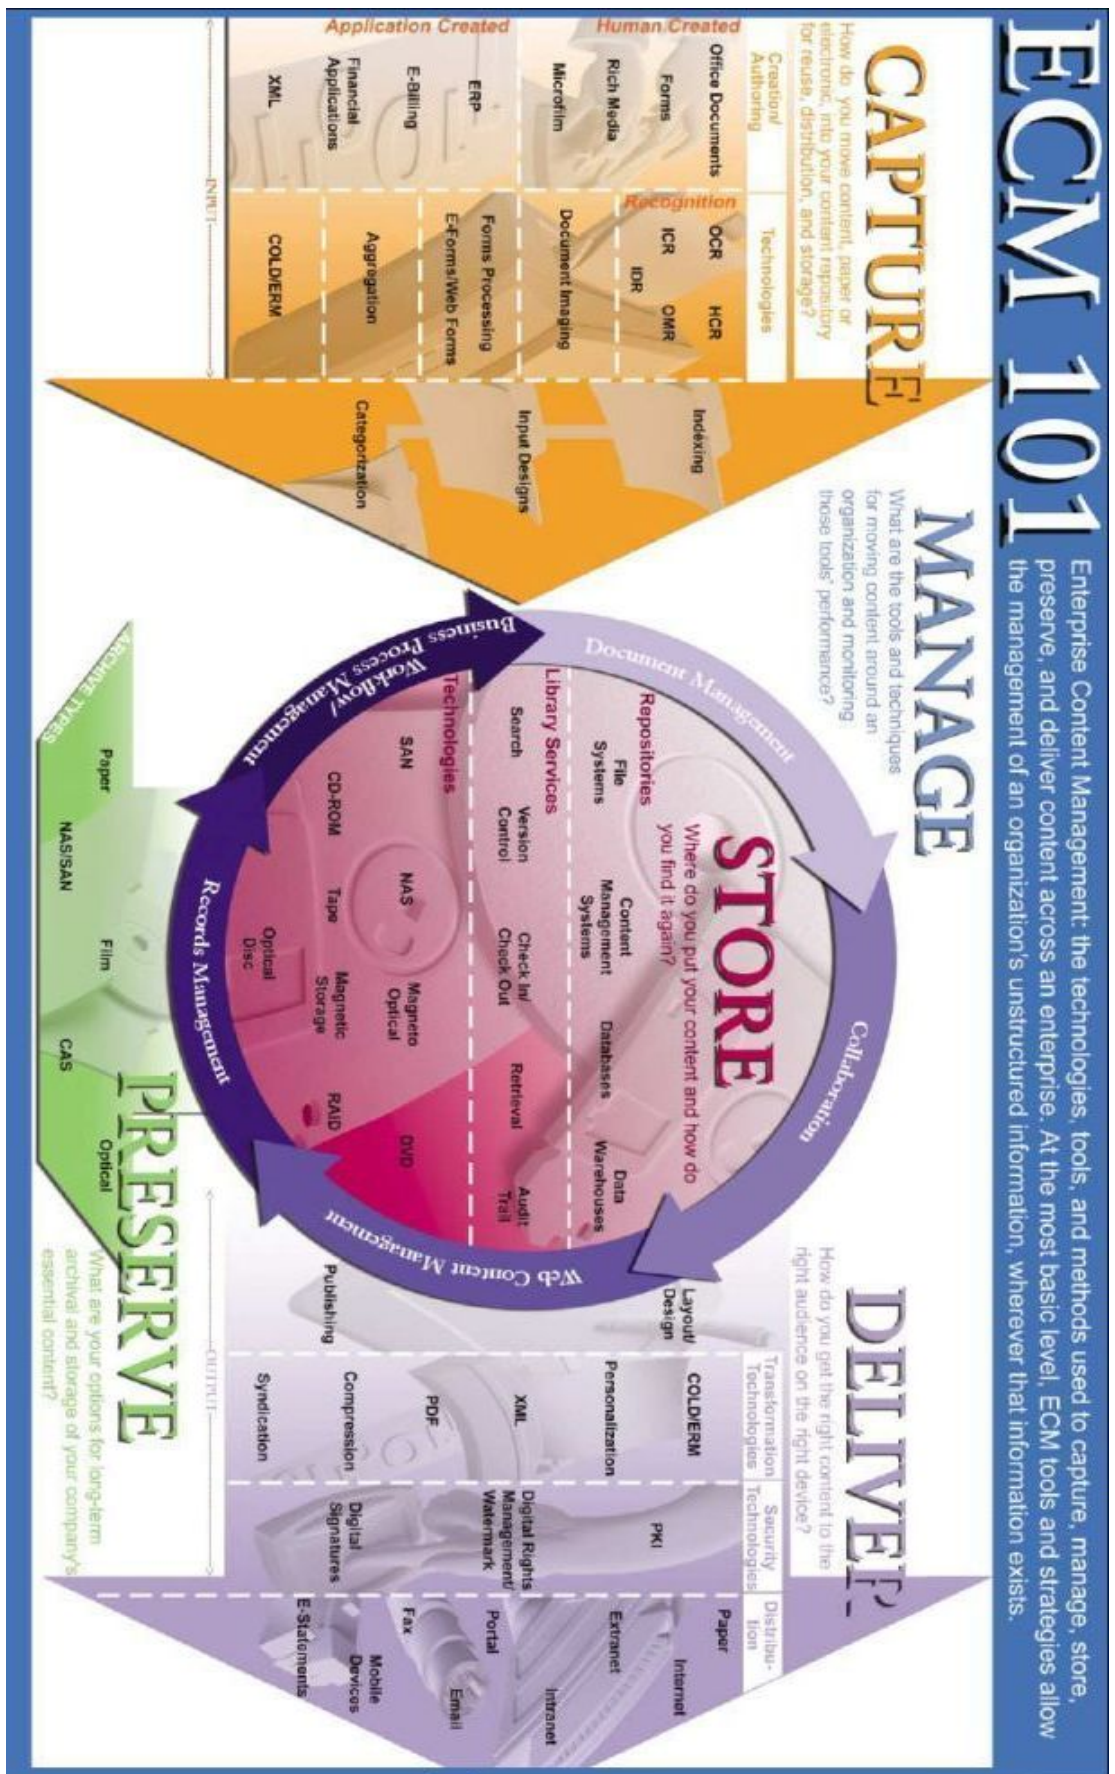 ECM 101
Enterprise Content Management: the technologies, tools, and methods used to capture, manage, store,
preserve, and deliver content across an enterprise. At the most basic level, ECM tools and strategies allow
the management of an organization's unstructured information, wherever that information exists.
CAPTURE
How do you move content, paper or
electronic, into your content repository
for reuse, distribution, and storage?
Creation/
Authoring
Technologies
Human Created
Office Documents
Forms
Rich Media
Microfilm
Application Created
ERP
E-Billing
Financial
Applications
XML
Recognition
OCR
HCR
ICR
OMR
IDR
Document Imaging
Forms Processing
E-Forms/Web Forms
Aggregation
COLD/ERM
INPUT
Indexing
Input Designs
Categorization
MANAGE
What are the tools and techniques
for moving content around an
organization and monitoring
those tools' performance?
Document Management
Collaboration
Web Content Management
Records Management
Workflow/
Business Process Management
STORE
Where do you put your content and how do
you find it again?
Repositories
File
Systems
Content
Management
Systems
Databases
Data
Warehouses
Library Services
Search
Version
Control
Check In/
Check Out
Retrieval
Audit
Trail
Technologies
SAN
NAS
Magneto
Optical
DVD
CD-ROM
Tape
Magnetic
Storage
RAID
Optical
Disc
DELIVER
How do you get the right content to the
right audience on the right device?
Layout/
Design
Publishing
Transformation
Technologies
COLD/ERM
Personalization
XML
PDF
Compression
Syndication
Security
Technologies
PKI
Digital Rights
Management/
Watermark
Digital
Signatures
Distribu-
tion
Paper
Internet
Extranet
Intranet
Portal
Email
Fax
Mobile
Devices
E-Statements
OUTPUT
PRESERVE
What are your options for long-term
archival and storage of your company's
essential content?
ARCHIVE TYPES
Paper
NAS/SAN
Film
CAS
Optical